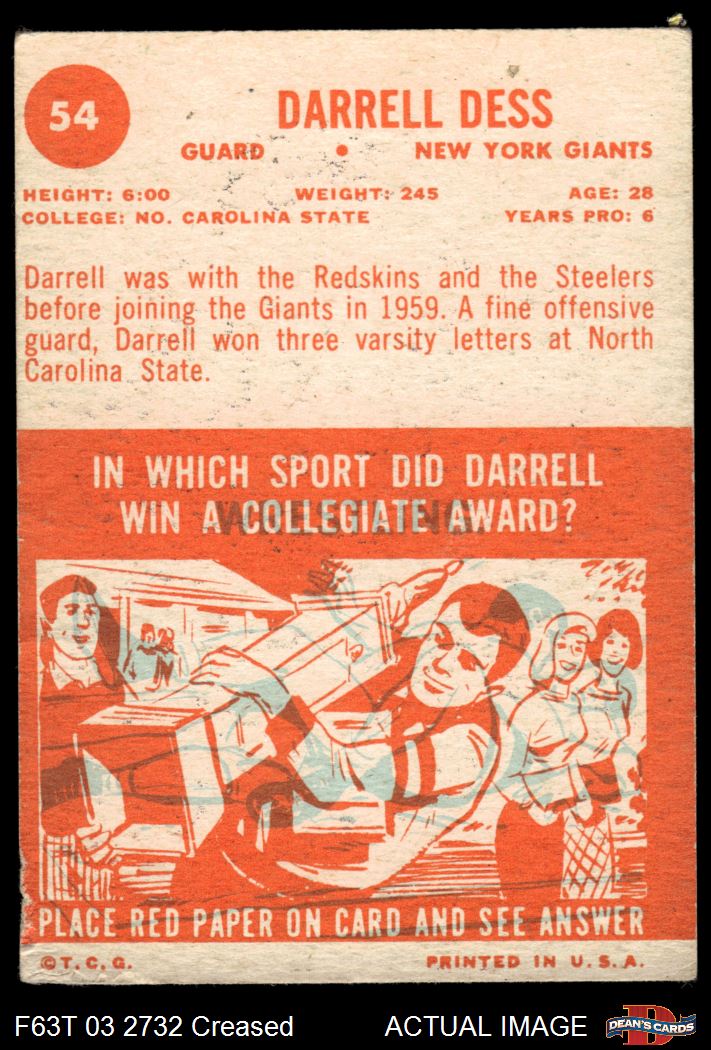 54
DARRELL DESS
GUARD • NEW YORK GIANTS
HEIGHT: 6:00 WEIGHT: 245 AGE: 28
COLLEGE: NO. CAROLINA STATE YEARS PRO: 6
Darrell was with the Redskins and the Steelers
before joining the Giants in 1959. A fine offensive
guard, Darrell won three varsity letters at North
Carolina State.
IN WHICH SPORT DID DARRELL
WIN A COLLEGIATE AWARD?
WRESTLING.
PLACE RED PAPER ON CARD AND SEE ANSWER
©T.C.G. PRINTED IN U.S.A.
F63T 03 2732 Creased ACTUAL IMAGE
D
DEAN'S CARDS